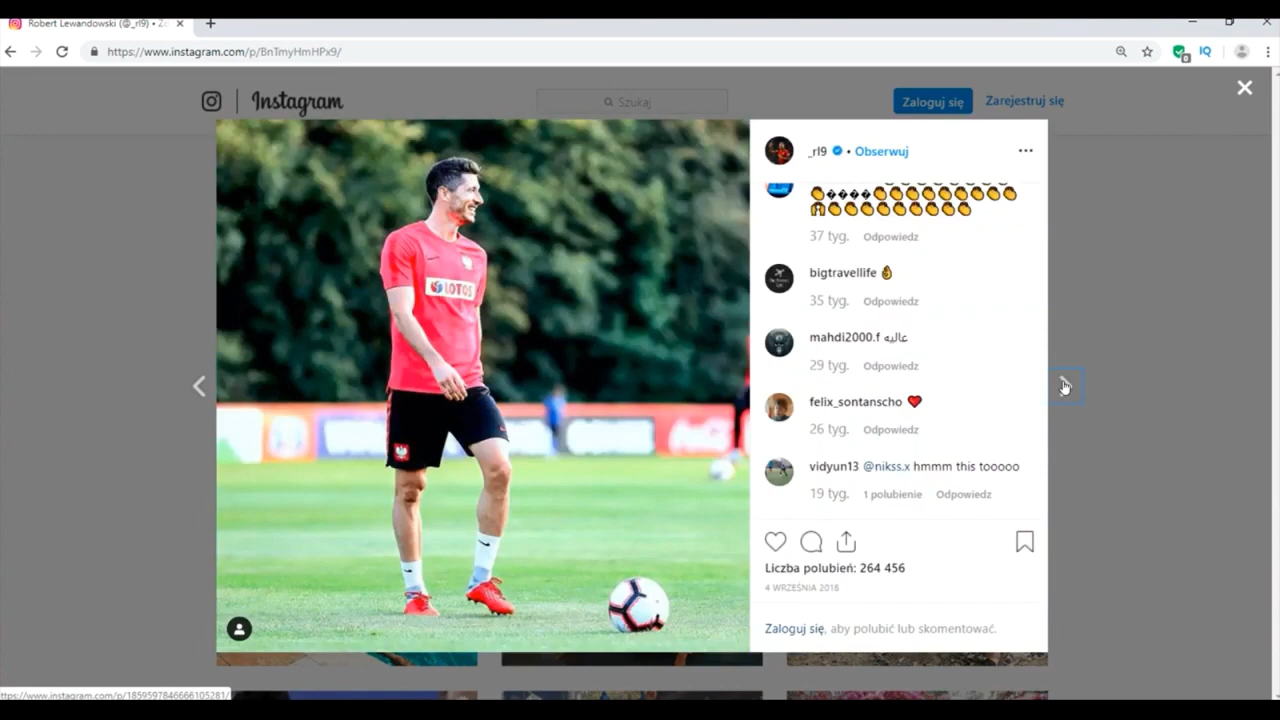 Robert Lewandowski (@_rl9) •
https://www.instagram.com/p/BnTmyHmHPx9/
Instagram
Szukaj
Zaloguj się
Zarejestruj się
_rl9 • Obserwuj
37 tyg. Odpowiedz
bigtravellife 👌
35 tyg. Odpowiedz
mahdi2000.f عاليه
29 tyg. Odpowiedz
felix_sontanscho ❤️
26 tyg. Odpowiedz
vidyun13 @nikss.x hmmm this tooooo
19 tyg. 1 polubienie Odpowiedz
Liczba polubień: 264 456
4 WRZEŚNIA 2018
Zaloguj się, aby polubić lub skomentować.
LOTOS
https://www.instagram.com/p/1859597846666105281/